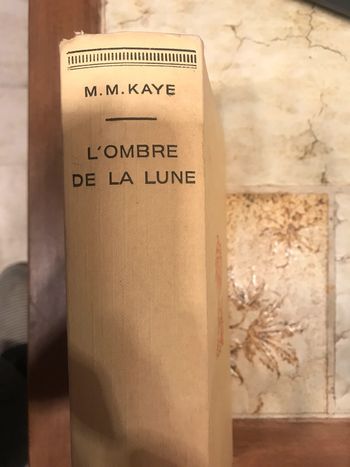 M. M. KAYE
L'OMBRE
DE LA LUNE